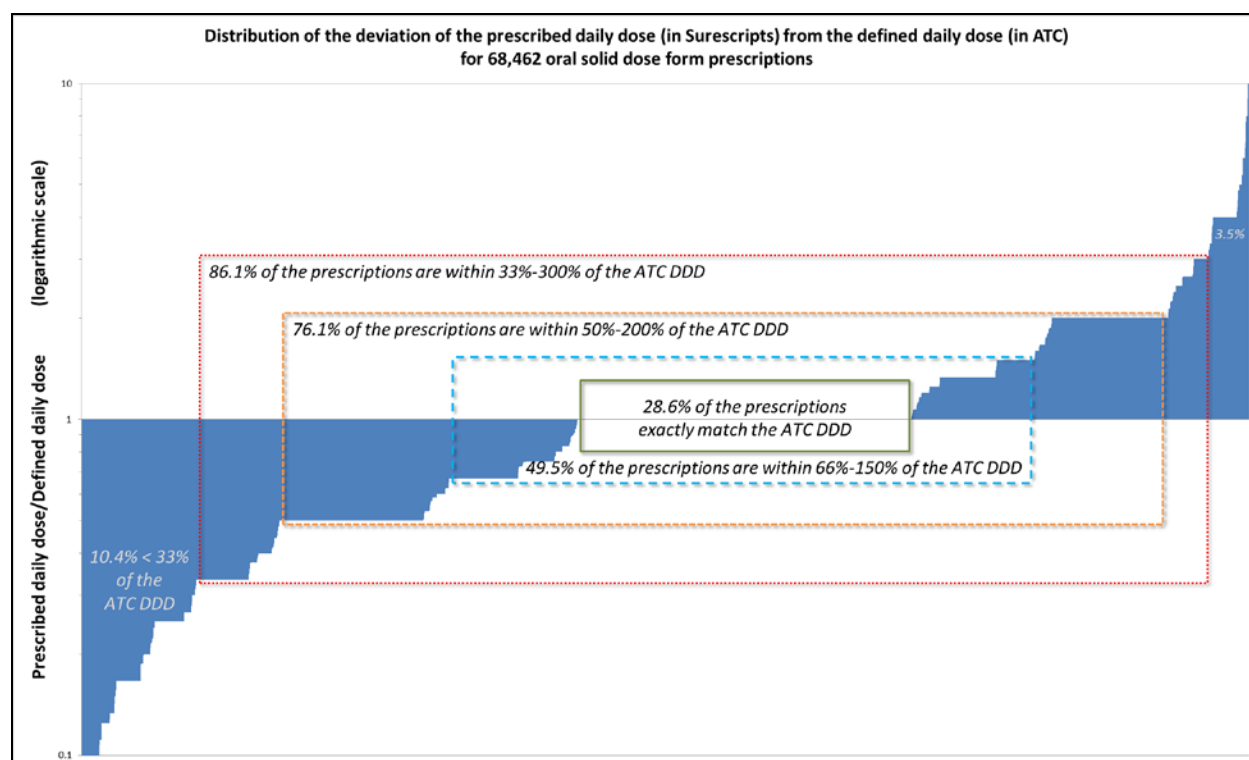 Distribution of the deviation of the prescribed daily dose (in Surescripts) from the defined daily dose (in ATC)
for 68,462 oral solid dose form prescriptions
Prescribed daily dose/Defined daily dose (logarithmic scale)
10
1
0.1
3.5%
86.1% of the prescriptions are within 33%-300% of the ATC DDD
76.1% of the prescriptions are within 50%-200% of the ATC DDD
28.6% of the prescriptions
exactly match the ATC DDD
49.5% of the prescriptions are within 66%-150% of the ATC DDD
10.4% < 33%
of the
ATC DDD